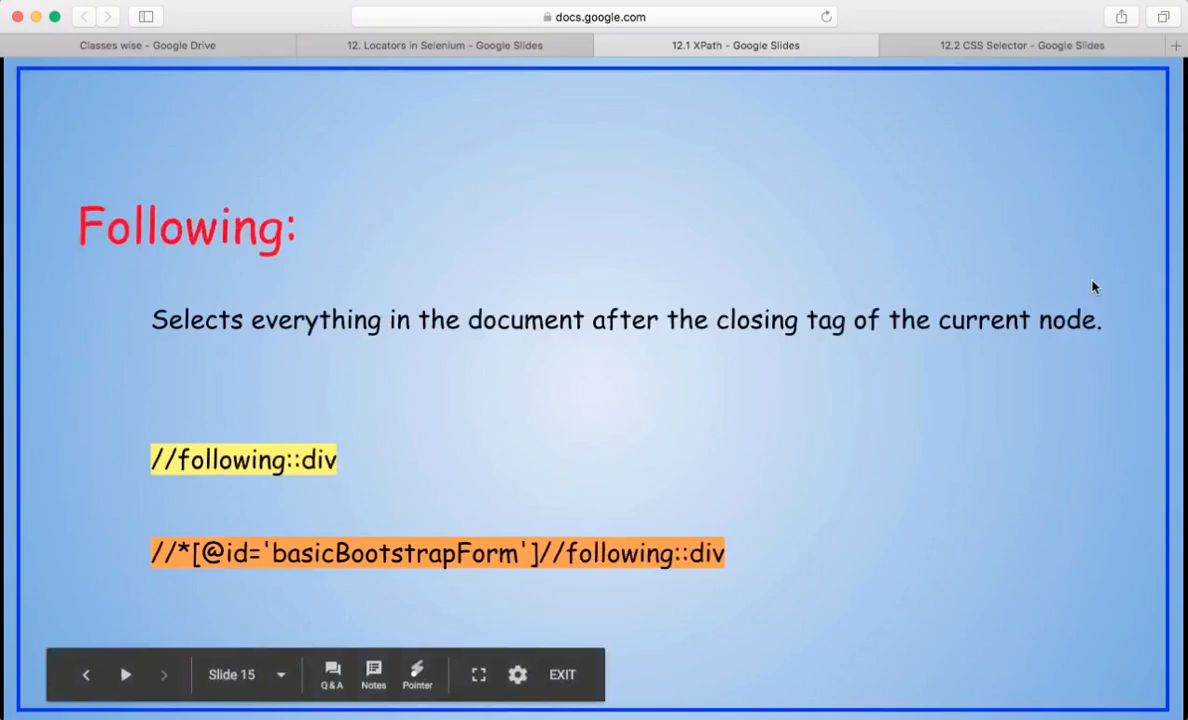 docs.google.com
Classes wise - Google Drive
12. Locators in Selenium - Google Slides
12.1 XPath - Google Slides
12.2 CSS Selector - Google Slides
Following:
Selects everything in the document after the closing tag of the current node.
//following::div
//*[@id='basicBootstrapForm']//following::div
Slide 15
Q&A
Notes
Pointer
EXIT